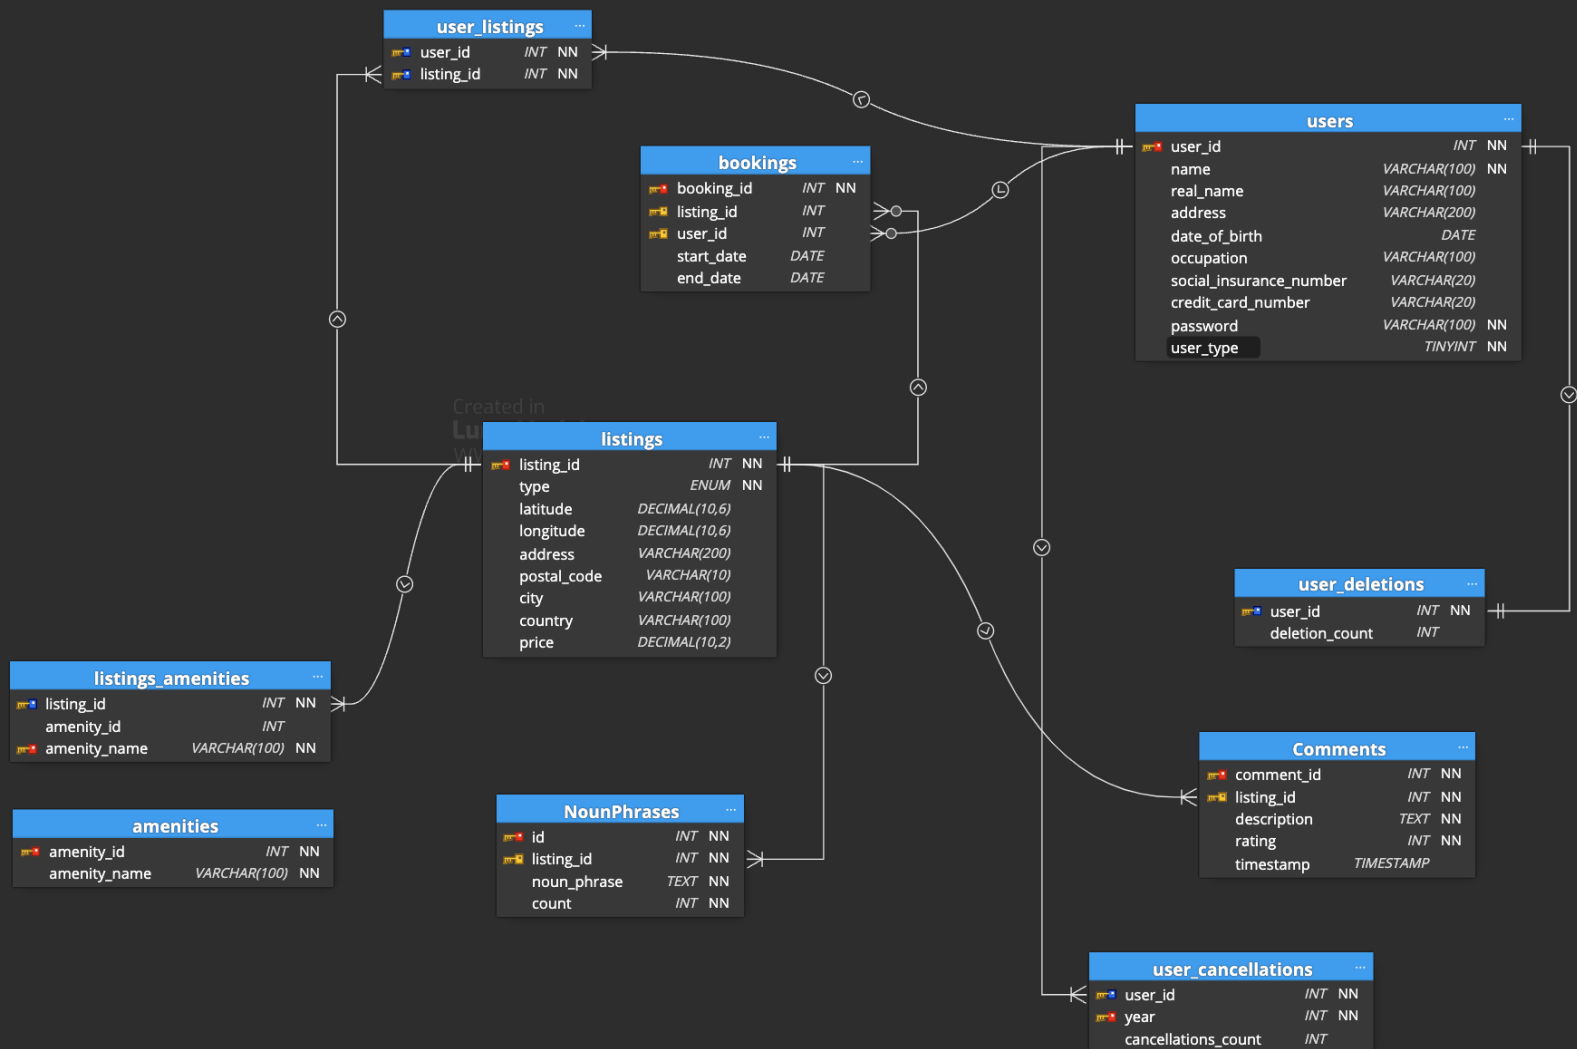 user_listings ...
user_id INT NN
listing_id INT NN
users ...
user_id INT NN
name VARCHAR(100) NN
real_name VARCHAR(100)
address VARCHAR(200)
date_of_birth DATE
occupation VARCHAR(100)
social_insurance_number VARCHAR(20)
credit_card_number VARCHAR(20)
password VARCHAR(100) NN
user_type TINYINT NN
bookings ...
booking_id INT NN
listing_id INT
user_id INT
start_date DATE
end_date DATE
Created in
listings ...
listing_id INT NN
type ENUM NN
latitude DECIMAL(10,6)
longitude DECIMAL(10,6)
address VARCHAR(200)
postal_code VARCHAR(10)
city VARCHAR(100)
country VARCHAR(100)
price DECIMAL(10,2)
user_deletions ...
user_id INT NN
deletion_count INT
listings_amenities ...
listing_id INT NN
amenity_id INT
amenity_name VARCHAR(100) NN
Comments ...
comment_id INT NN
listing_id INT NN
description TEXT NN
rating INT NN
timestamp TIMESTAMP
amenities ...
amenity_id INT NN
amenity_name VARCHAR(100) NN
NounPhrases ...
id INT NN
listing_id INT NN
noun_phrase TEXT NN
count INT NN
user_cancellations ...
user_id INT NN
year INT NN
cancellations_count INT